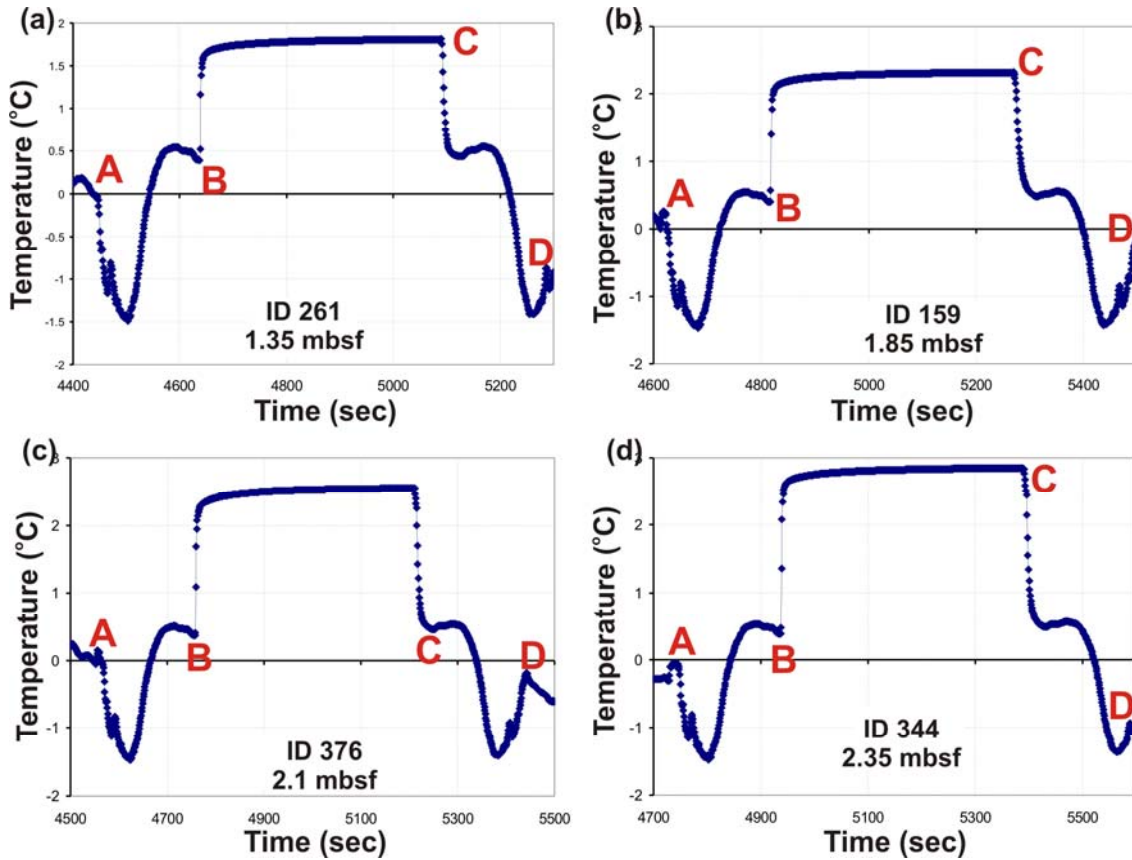 (a)
2
1.5
1
0.5
0
-0.5
-1
-1.5
-2
Temperature (°C)
A
B
C
D
ID 261
1.35 mbsf
4400 4600 4800 5000 5200
Time (sec)
(b)
3
2
1
0
-1
-2
Temperature (°C)
A
B
C
D
ID 159
1.85 mbsf
4600 4800 5000 5200 5400
Time (sec)
(c)
3
2
1
0
-1
-2
Temperature (°C)
A
B
C
D
ID 376
2.1 mbsf
4500 4700 4900 5100 5300 5500
Time (sec)
(d)
3
2
1
0
-1
-2
Temperature (°C)
A
B
C
D
ID 344
2.35 mbsf
4700 4900 5100 5300 5500
Time (sec)